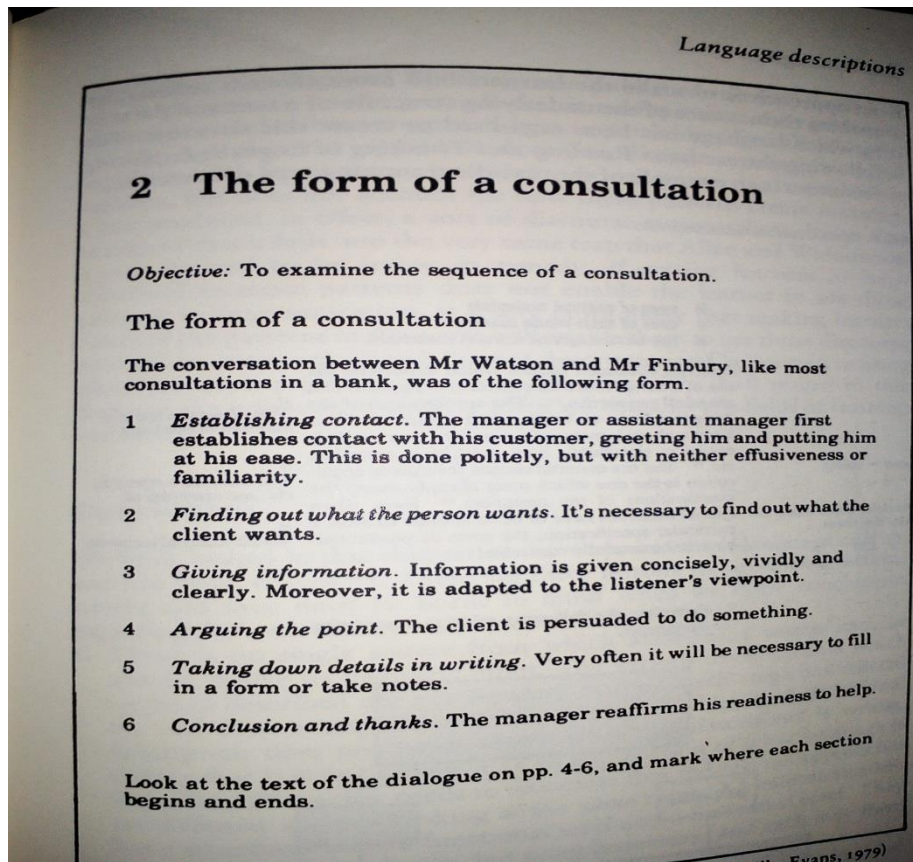 Language descriptions
2 The form of a consultation
Objective: To examine the sequence of a consultation.
The form of a consultation
The conversation between Mr Watson and Mr Finbury, like most
consultations in a bank, was of the following form.
1 Establishing contact. The manager or assistant manager first
establishes contact with his customer, greeting him and putting him
at his ease. This is done politely, but with neither effusiveness or
familiarity.
2 Finding out what the person wants. It's necessary to find out what the
client wants.
3 Giving information. Information is given concisely, vividly and
clearly. Moreover, it is adapted to the listener's viewpoint.
4 Arguing the point. The client is persuaded to do something.
5 Taking down details in writing. Very often it will be necessary to fill
in a form or take notes.
6 Conclusion and thanks. The manager reaffirms his readiness to help.
Look at the text of the dialogue on pp. 4-6, and mark where each section
begins and ends.
Evans, 1979)